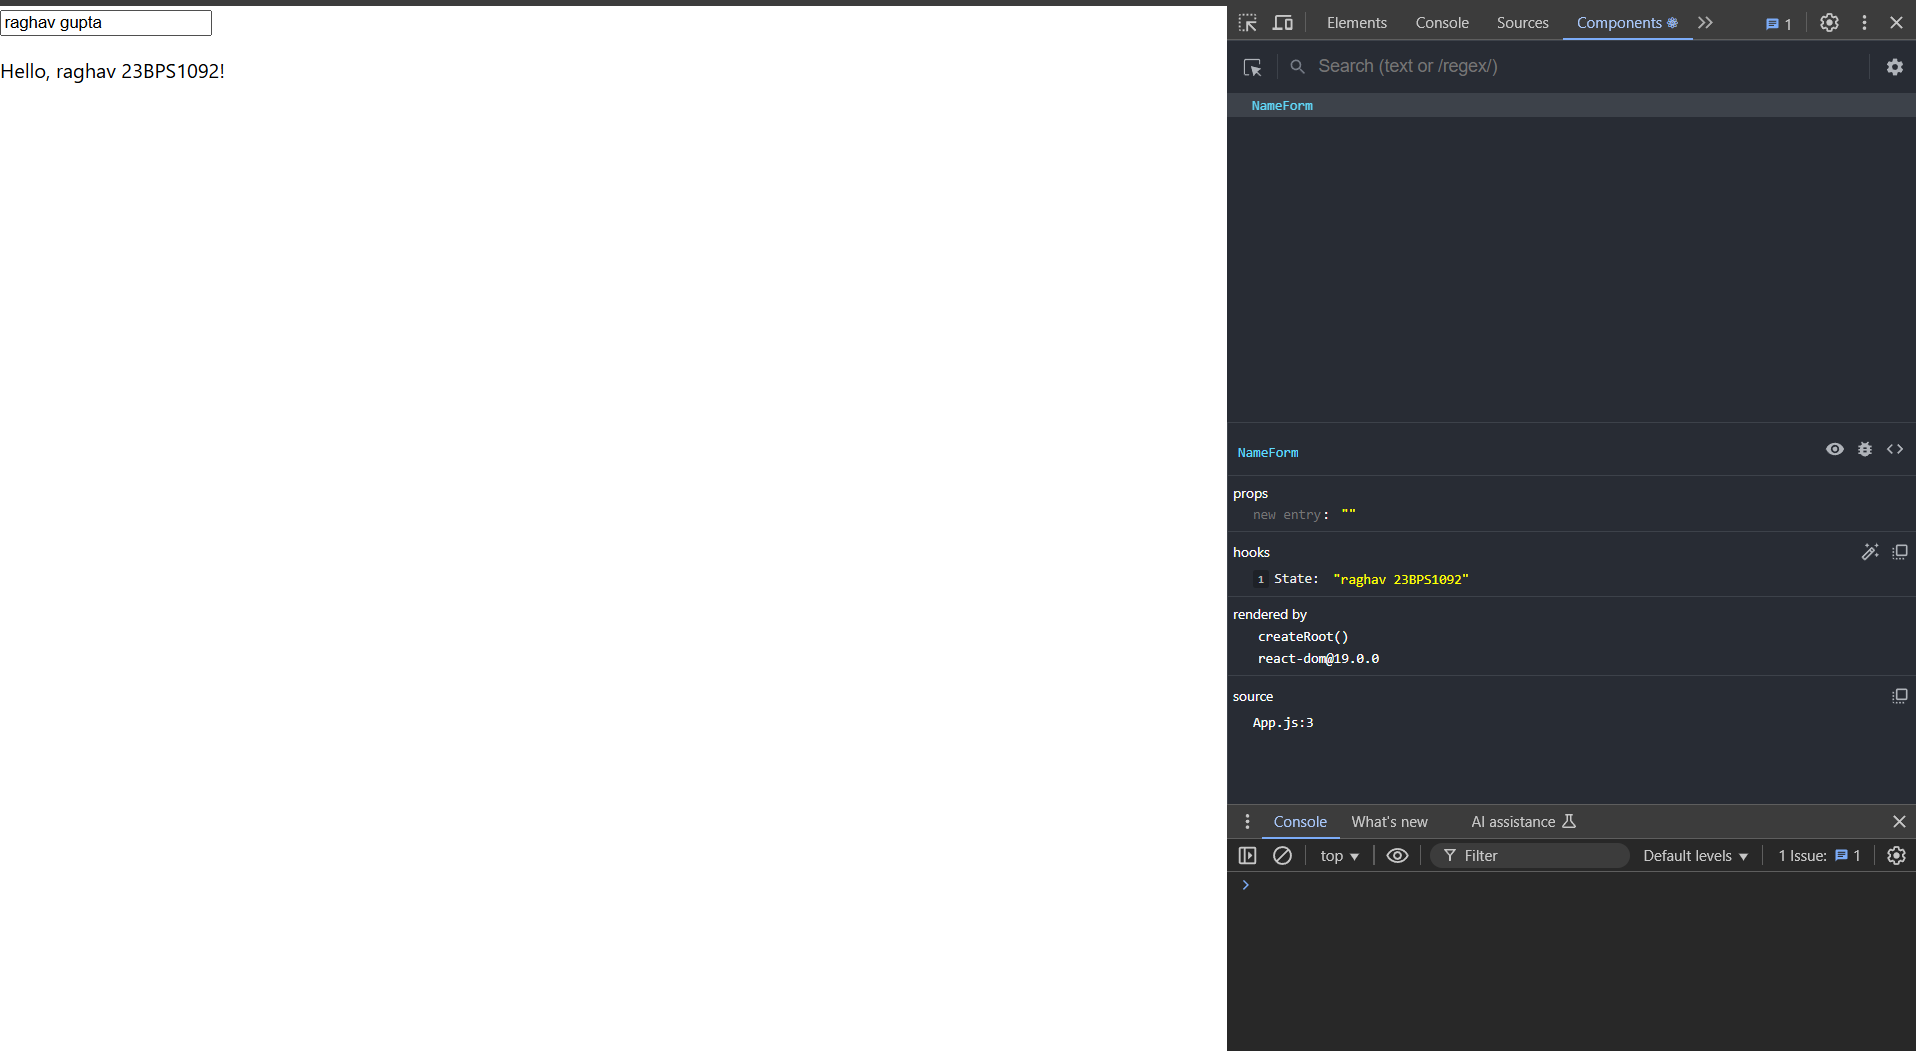 raghav gupta
Hello, raghav 23BPS1092!
Elements Console Sources Components 1
Search (text or /regex/)
NameForm
NameForm
props
new entry: ""
hooks
1 State: "raghav 23BPS1092"
rendered by
createRoot()
react-dom@19.0.0
source
App.js:3
Console What's new AI assistance
top Filter Default levels 1 Issue: 1